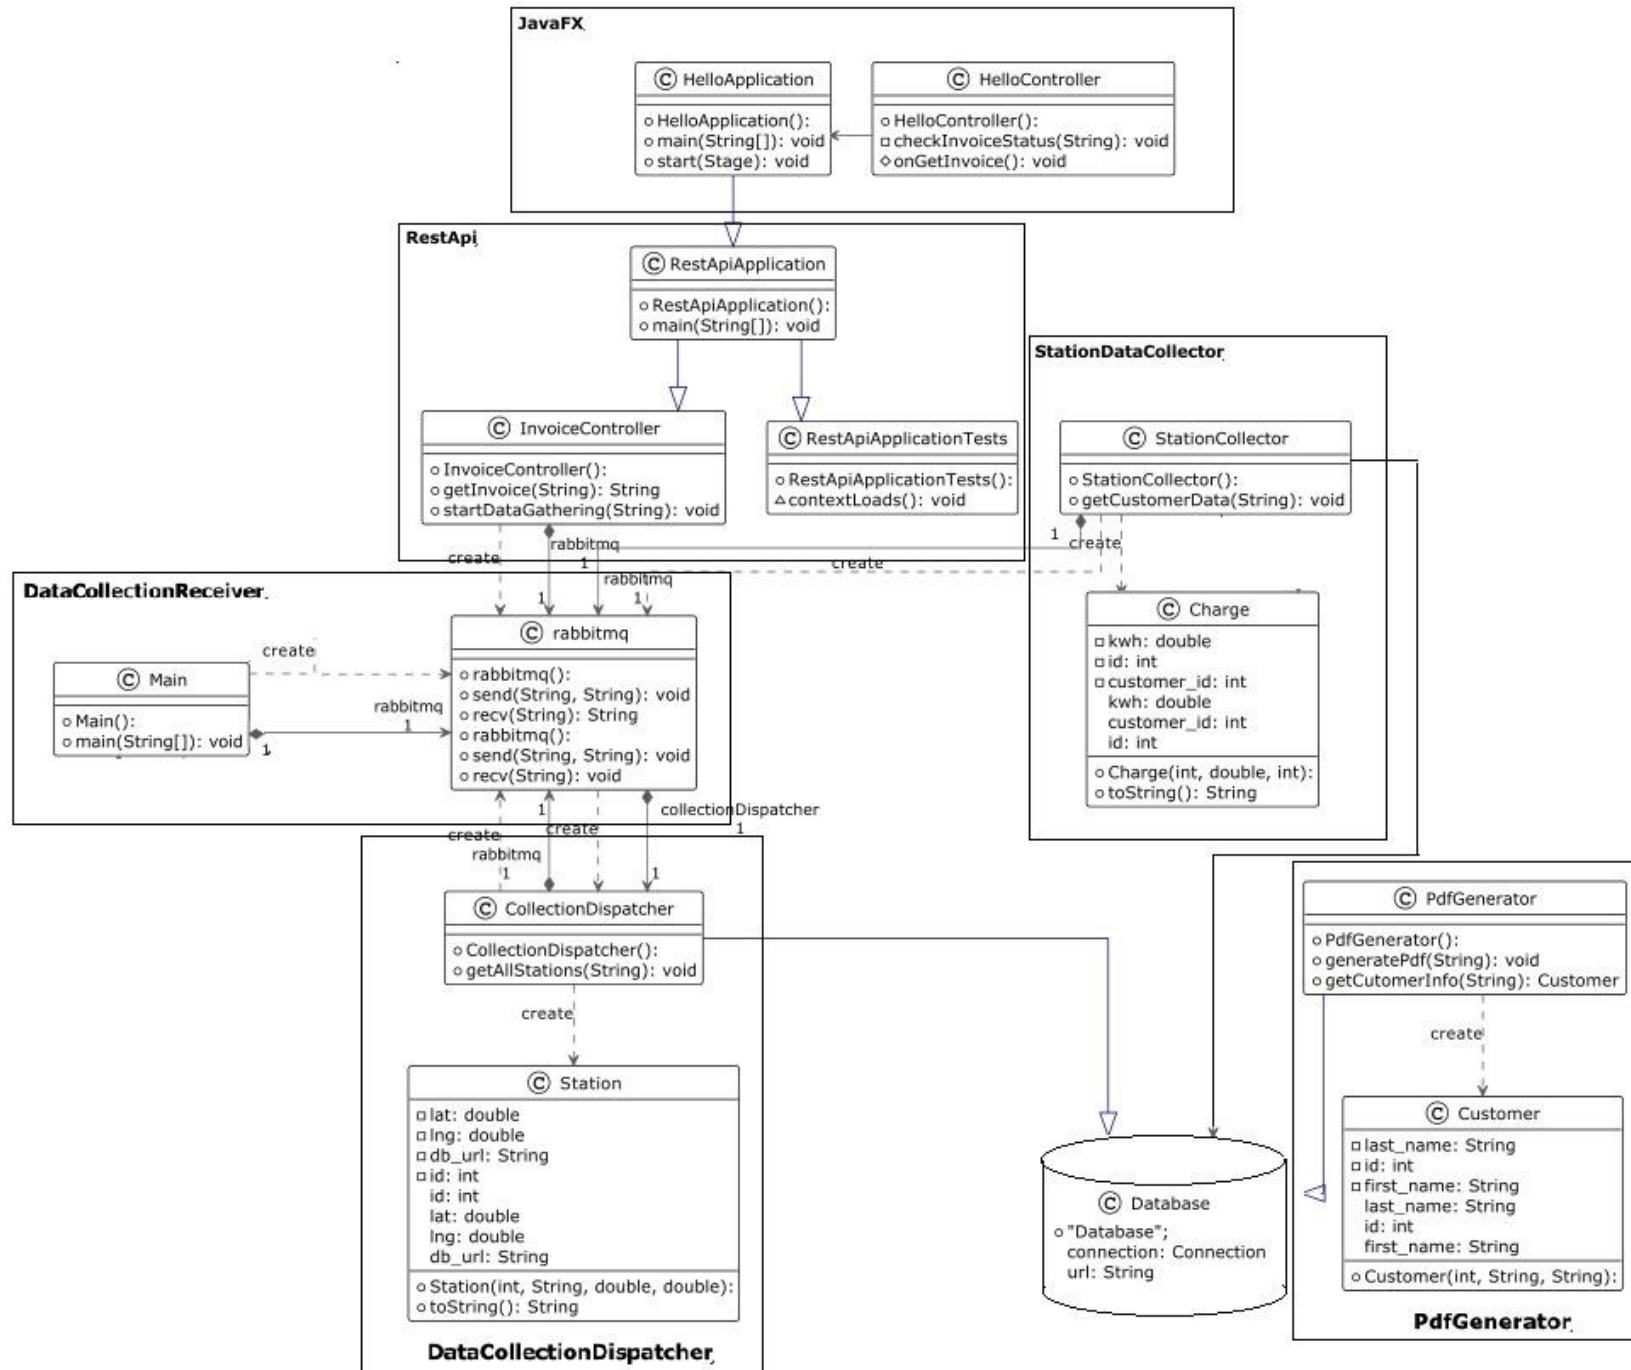 JavaFX
C HelloApplication
HelloApplication():
main(String[]): void
start(Stage): void
C HelloController
HelloController():
checkInvoiceStatus(String): void
onGetInvoice(): void
RestApi
C RestApiApplication
RestApiApplication():
main(String[]): void
C InvoiceController
InvoiceController():
getInvoice(String): String
startDataGathering(String): void
C RestApiApplicationTests
RestApiApplicationTests():
contextLoads(): void
StationDataCollector
C StationCollector
StationCollector():
getCustomerData(String): void
create
rabbitmq
1
1
1
create
create
rabbitmq
1
C Charge
kwh: double
id: int
customer_id: int
kwh: double
customer_id: int
id: int
Charge(int, double, int):
toString(): String
DataCollectionReceiver
C Main
Main():
main(String[]): void
create
rabbitmq
1
1
C rabbitmq
rabbitmq():
send(String, String): void
recv(String): String
rabbitmq():
send(String, String): void
recv(String): void
create
rabbitmq
1
1
create
collectionDispatcher
1
1
C CollectionDispatcher
CollectionDispatcher():
getAllStations(String): void
create
C Station
lat: double
lng: double
db_url: String
id: int
id: int
lat: double
lng: double
db_url: String
Station(int, String, double, double):
toString(): String
DataCollectionDispatcher
C Database
"Database";
connection: Connection
url: String
C PdfGenerator
PdfGenerator():
generatePdf(String): void
getCutomerInfo(String): Customer
create
C Customer
last_name: String
id: int
first_name: String
last_name: String
id: int
first_name: String
Customer(int, String, String):
PdfGenerator